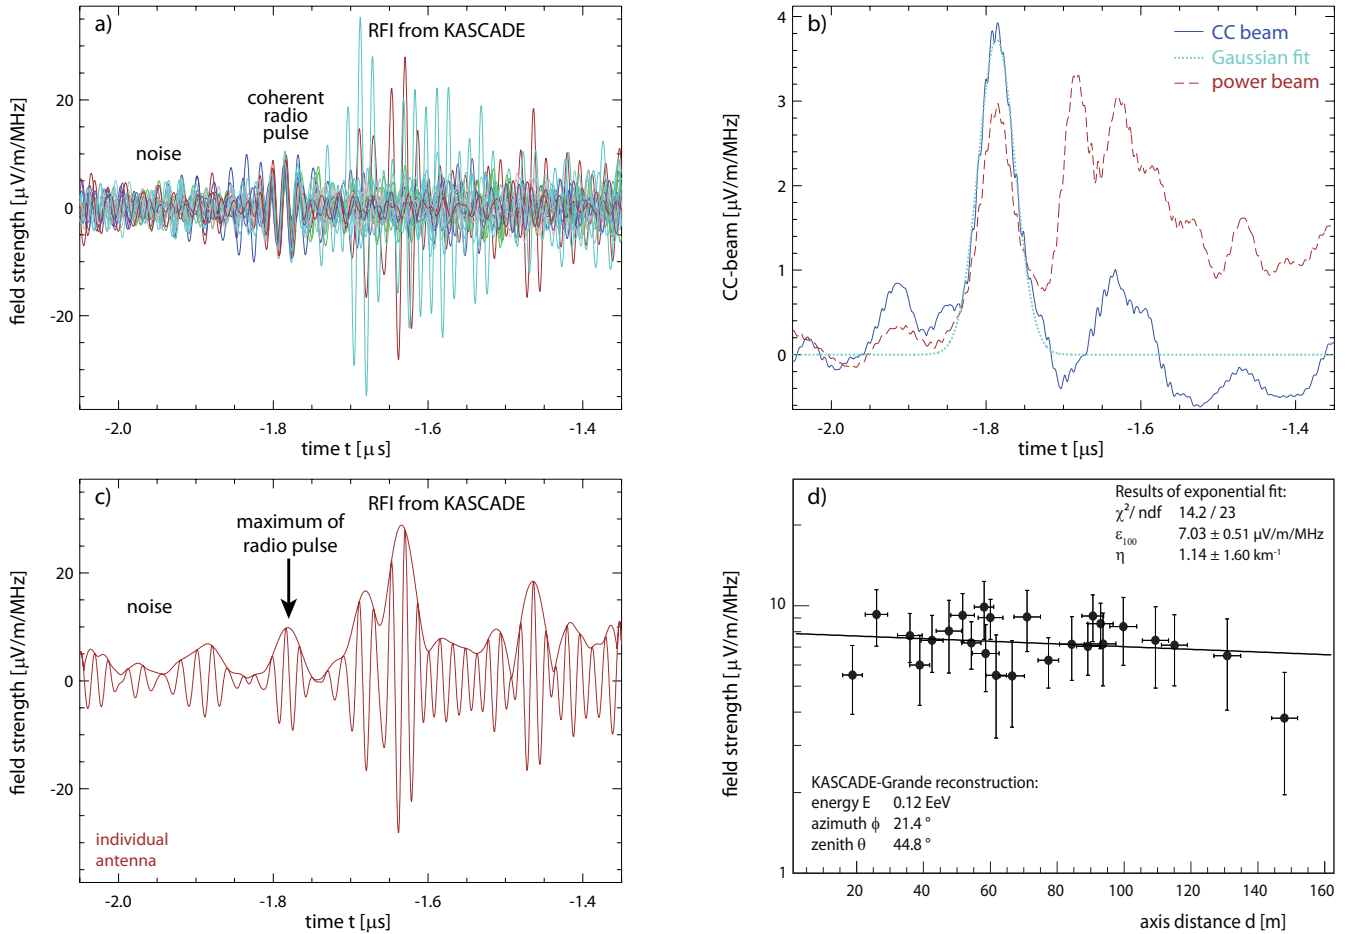 a)
RFI from KASCADE
coherent
radio
pulse
noise
20
0
-20
field strength [μV/m/MHz]
-2.0
-1.8
-1.6
-1.4
time t [μs]
b)
CC beam
Gaussian fit
power beam
4
3
2
1
0
CC-beam [μV/m/MHz]
-2.0
-1.8
-1.6
-1.4
time t [μs]
c)
RFI from KASCADE
maximum of
radio pulse
noise
20
0
-20
field strength [μV/m/MHz]
individual
antenna
-2.0
-1.8
-1.6
-1.4
time t [μs]
d)
Results of exponential fit:
χ²/ ndf 14.2 / 23
ε₁₀₀ 7.03 ± 0.51 μV/m/MHz
η 1.14 ± 1.60 km⁻¹
10
1
field strength [μV/m/MHz]
KASCADE-Grande reconstruction:
energy E 0.12 EeV
azimuth ϕ 21.4 °
zenith θ 44.8 °
20 40 60 80 100 120 140 160
axis distance d [m]